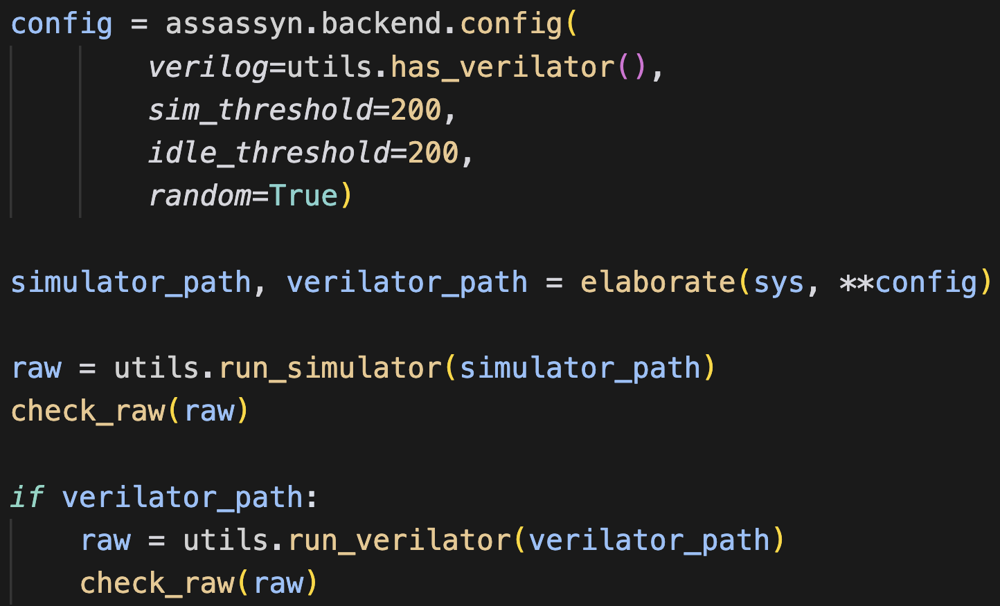 config = assassyn.backend.config(
        verilog=utils.has_verilator(),
        sim_threshold=200,
        idle_threshold=200,
        random=True)

simulator_path, verilator_path = elaborate(sys, **config)

raw = utils.run_simulator(simulator_path)
check_raw(raw)

if verilator_path:
    raw = utils.run_verilator(verilator_path)
    check_raw(raw)